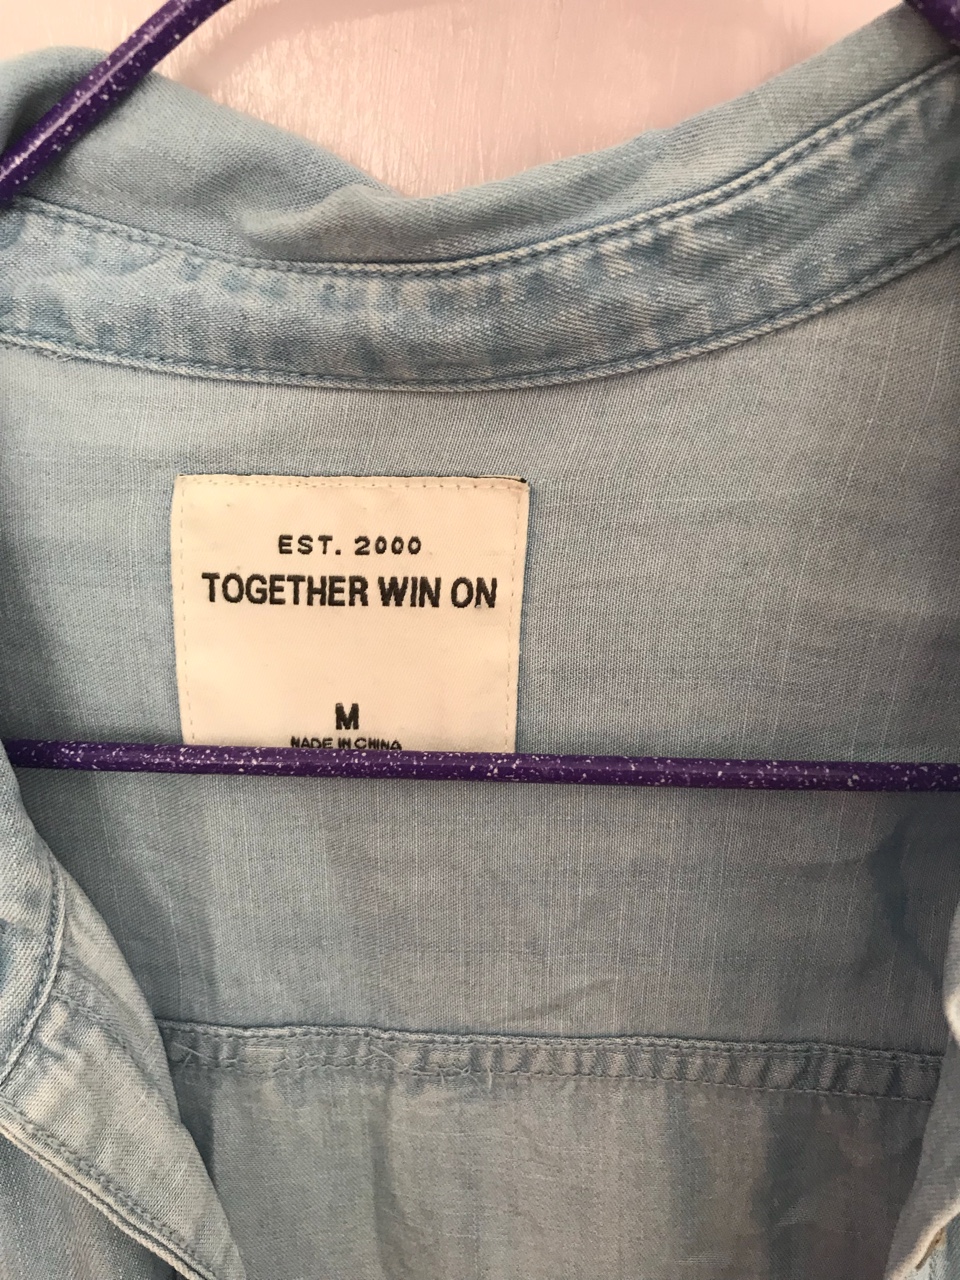 EST. 2000
TOGETHER WIN ON
M
MADE IN CHINA